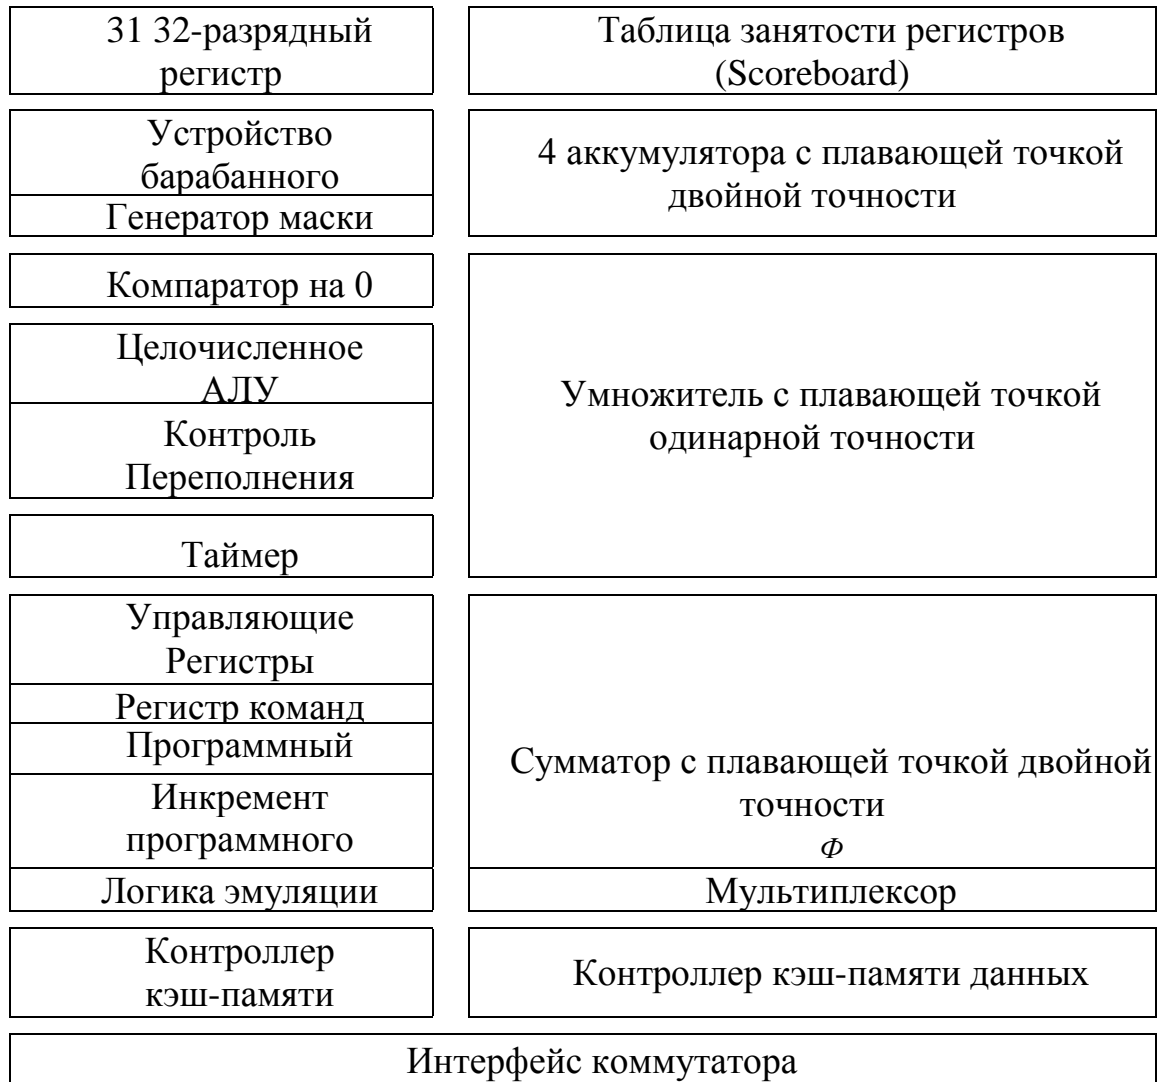 31 32-разрядный
регистр
Таблица занятости регистров
(Scoreboard)
Устройство
барабанного
Генератор маски
4 аккумулятора с плавающей точкой
двойной точности
Компаратор на 0
Целочисленное
АЛУ
Контроль
Переполнения
Таймер
Умножитель с плавающей точкой
одинарной точности
Управляющие
Регистры
Регистр команд
Программный
Инкремент
программного
Логика эмуляции
Сумматор с плавающей точкой двойной
точности
Ф
Мультиплексор
Контроллер
кэш-памяти
Контроллер кэш-памяти данных
Интерфейс коммутатора